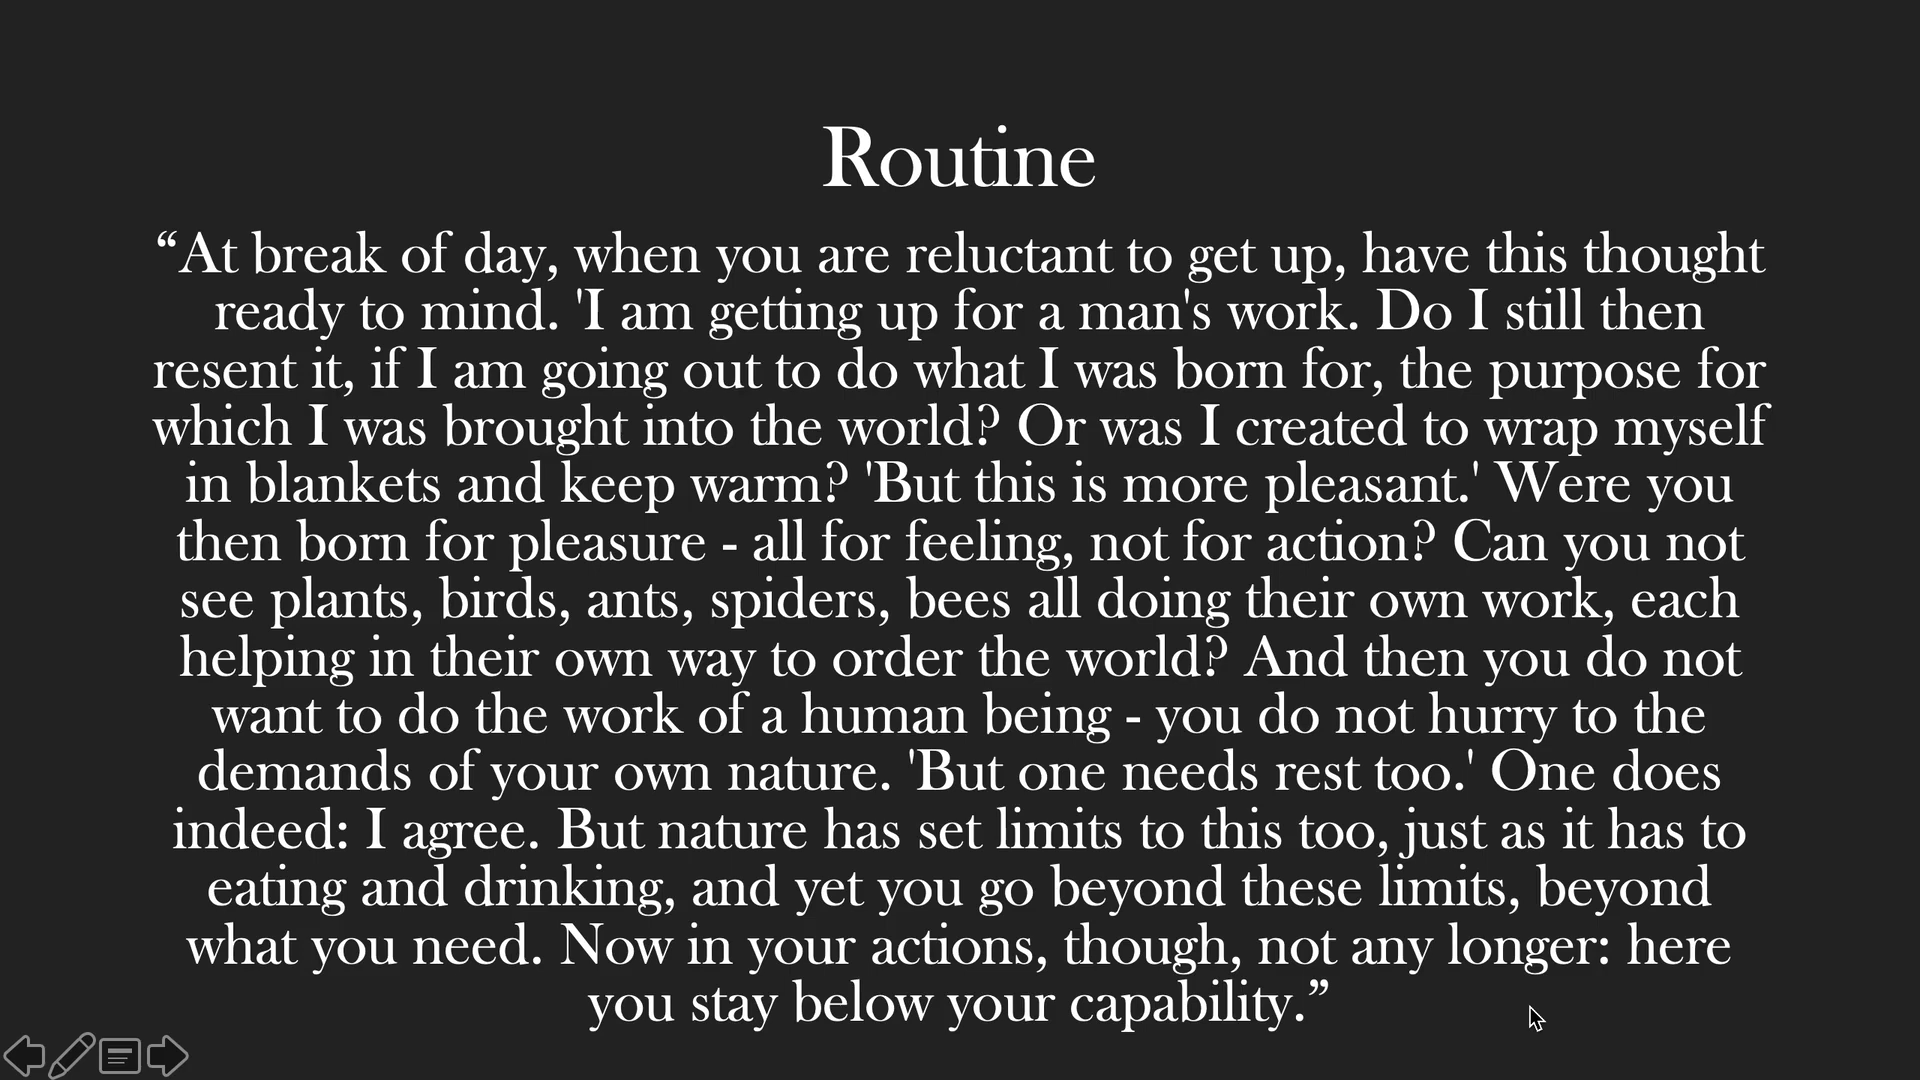 Routine
“At break of day, when you are reluctant to get up, have this thought
ready to mind. 'I am getting up for a man's work. Do I still then
resent it, if I am going out to do what I was born for, the purpose for
which I was brought into the world? Or was I created to wrap myself
in blankets and keep warm? 'But this is more pleasant.' Were you
then born for pleasure - all for feeling, not for action? Can you not
see plants, birds, ants, spiders, bees all doing their own work, each
helping in their own way to order the world? And then you do not
want to do the work of a human being - you do not hurry to the
demands of your own nature. 'But one needs rest too.' One does
indeed: I agree. But nature has set limits to this too, just as it has to
eating and drinking, and yet you go beyond these limits, beyond
what you need. Now in your actions, though, not any longer: here
you stay below your capability.”